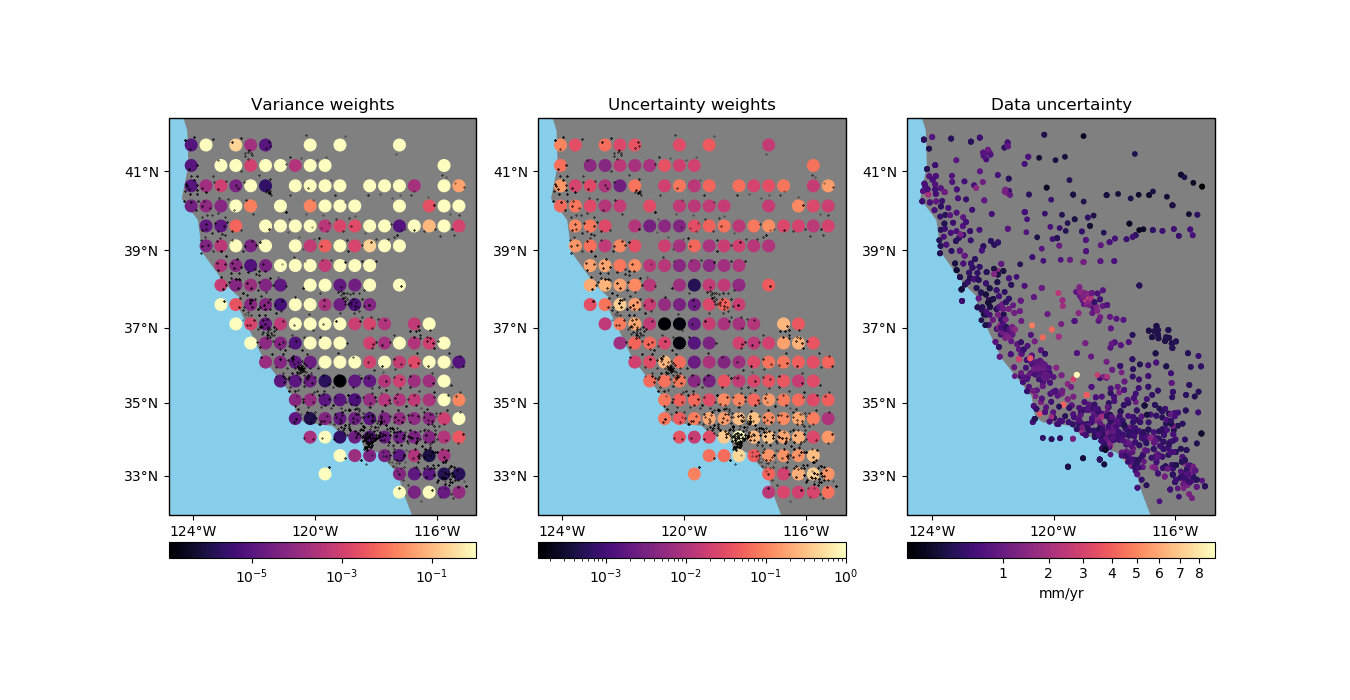 Variance weights Uncertainty weights Data uncertainty
41°N 41°N 41°N
39°N 39°N 39°N
37°N 37°N 37°N
35°N 35°N 35°N
33°N 33°N 33°N
124°W 120°W 116°W 124°W 120°W 116°W 124°W 120°W 116°W
10⁻⁵ 10⁻³ 10⁻¹ 10⁻³ 10⁻² 10⁻¹ 10⁰ 1 2 3 4 5 6 7 8
mm/yr